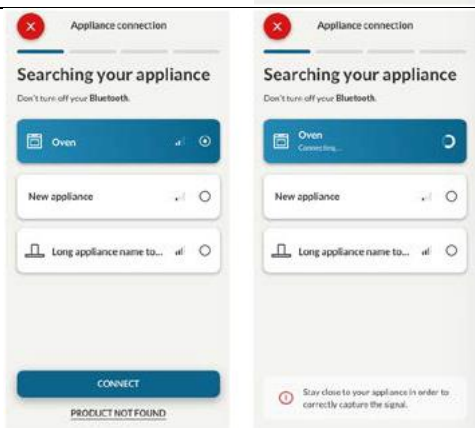 Appliance connection
Searching your appliance
Don't turn off your Bluetooth.
Oven
New appliance
Long appliance name to...
CONNECT
PRODUCT NOT FOUND
Appliance connection
Searching your appliance
Don't turn off your Bluetooth.
Oven
Connecting...
New appliance
Long appliance name to...
Stay close to your appliance in order to
correctly capture the signal.